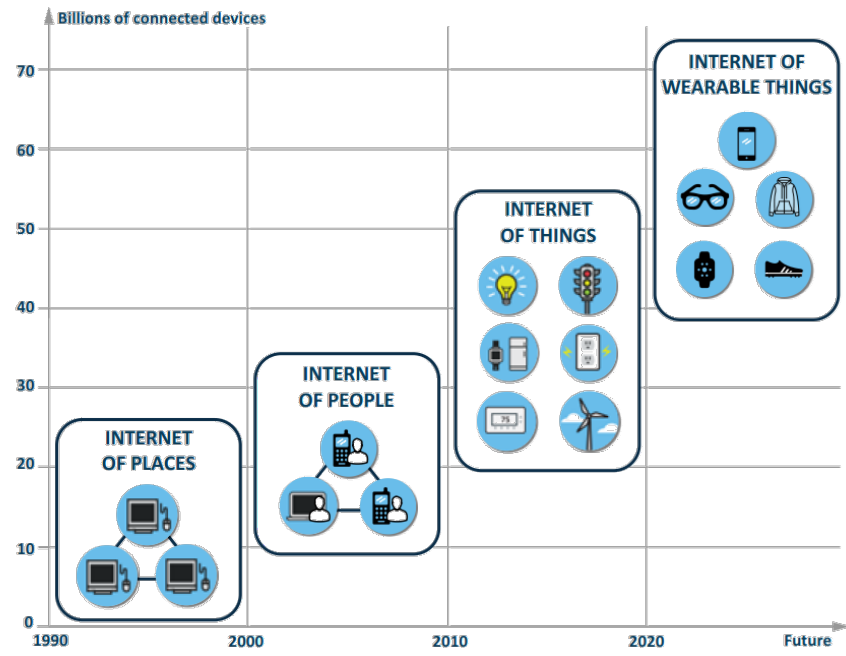 Billions of connected devices
70
60
50
40
30
20
10
0
1990
2000
2010
2020
Future
INTERNET
OF PLACES
INTERNET
OF PEOPLE
INTERNET
OF THINGS
75
INTERNET OF
WEARABLE THINGS